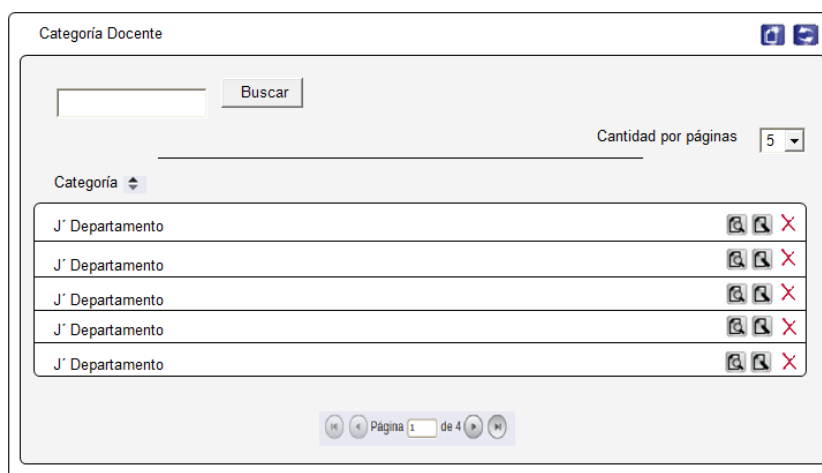 Categoría Docente
Buscar
Cantidad por páginas 5
Categoría
J´ Departamento
J´ Departamento
J´ Departamento
J´ Departamento
J´ Departamento
Página 1 de 4